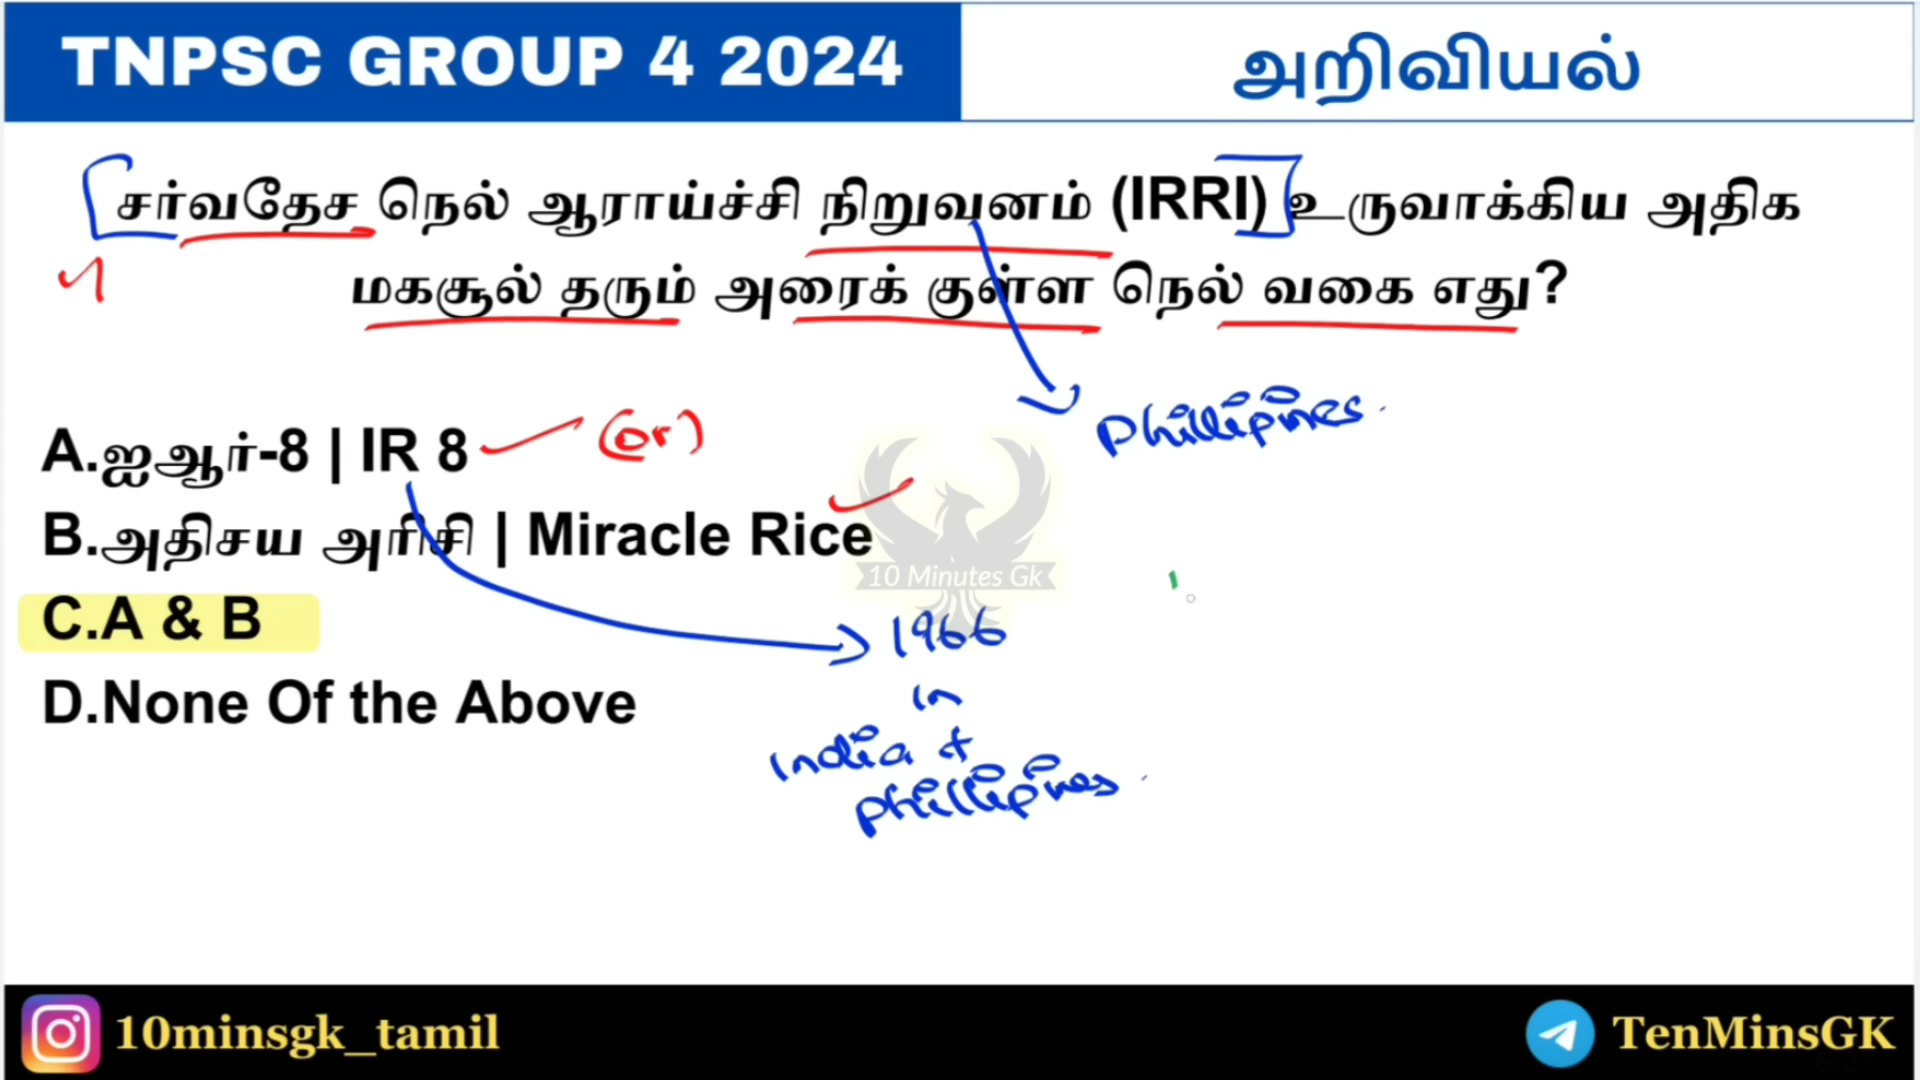 TNPSC GROUP 4 2024
அறிவியல்
சர்வதேச நெல் ஆராய்ச்சி நிறுவனம் (IRRI) உருவாக்கிய அதிக
மகசூல் தரும் அரைக் குள்ள நெல் வகை எது?
Phillipines.
A.ஐஆர்-8 | IR 8
(or)
B.அதிசய அரிசி | Miracle Rice
10 Minutes Gk
C.A & B
1966
in
India &
Phillipines.
D.None Of the Above
10minsgk_tamil
TenMinsGK